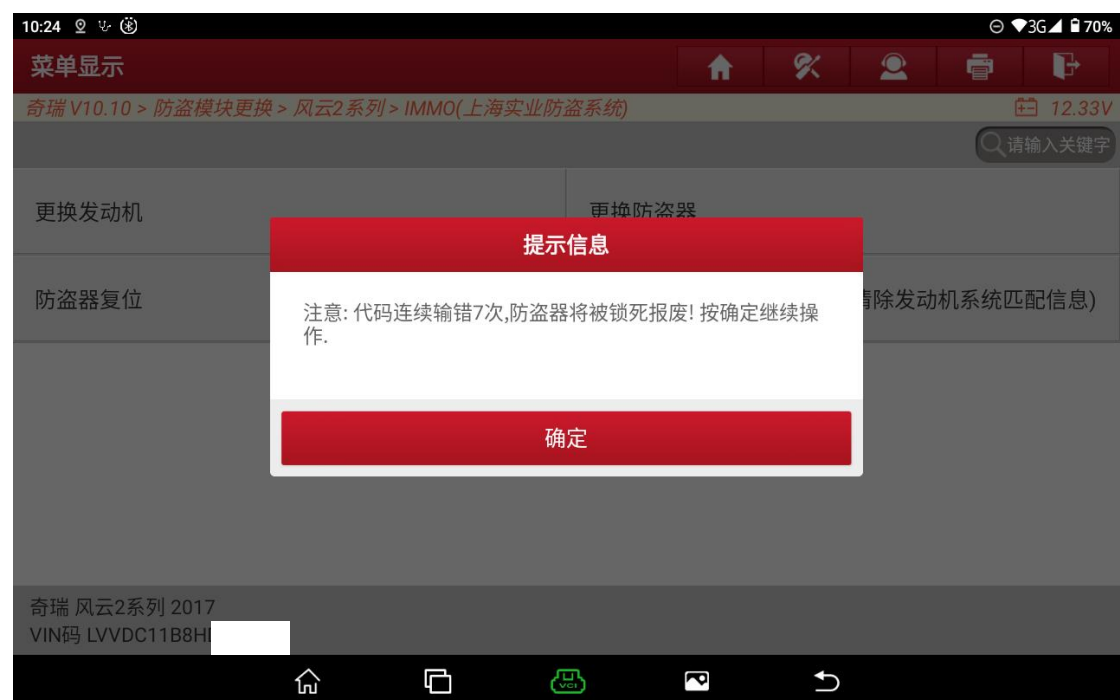 10:24
3G 70%
菜单显示
奇瑞 V10.10 > 防盗模块更换 > 风云2系列 > IMMO(上海实业防盗系统)
12.33V
请输入关键字
更换发动机
更换防盗器
提示信息
防盗器复位
除发动机系统匹配信息)
注意: 代码连续输错7次,防盗器将被锁死报废! 按确定继续操
作.
确定
奇瑞 风云2系列 2017
VIN码 LVVDC11B8H
VCI